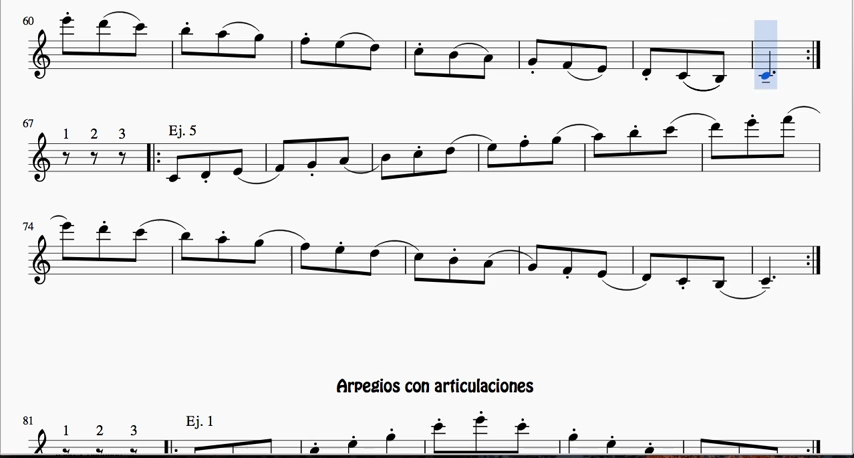 60
67
1 2 3
Ej. 5
74
Arpegios con articulaciones
81
1 2 3
Ej. 1